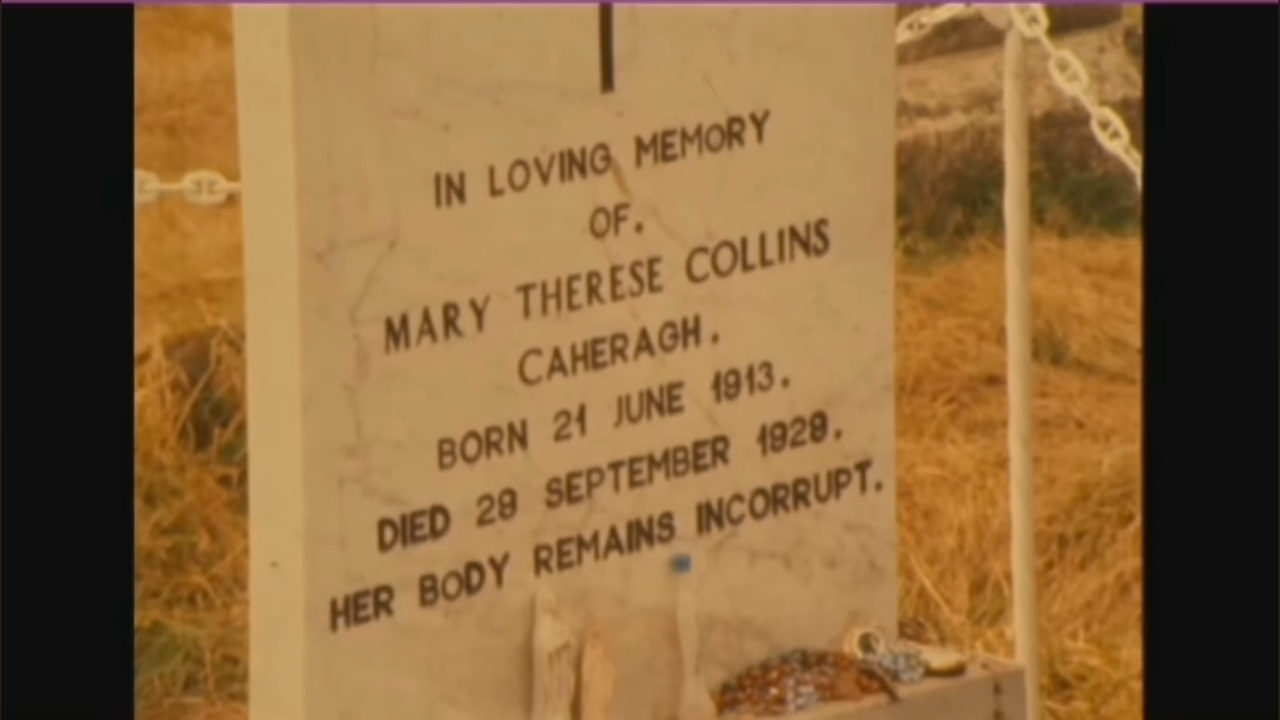 IN LOVING MEMORY
OF.
MARY THERESE COLLINS
CAHERAGH.
BORN 21 JUNE 1913.
DIED 29 SEPTEMBER 1929.
HER BODY REMAINS INCORRUPT.